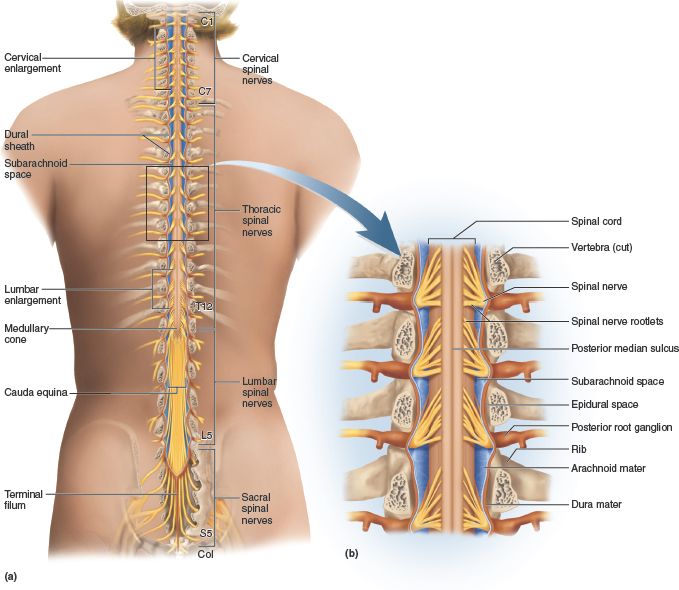 C1
Cervical
enlargement
Cervical
spinal
nerves
C7
Dural
sheath
Subarachnoid
space
Thoracic
spinal
nerves
Lumbar
enlargement
T12
Medullary
cone
Cauda equina
Lumbar
spinal
nerves
L5
Terminal
filum
Sacral
spinal
nerves
S5
Col
(a)
Spinal cord
Vertebra (cut)
Spinal nerve
Spinal nerve rootlets
Posterior median sulcus
Subarachnoid space
Epidural space
Posterior root ganglion
Rib
Arachnoid mater
Dura mater
(b)